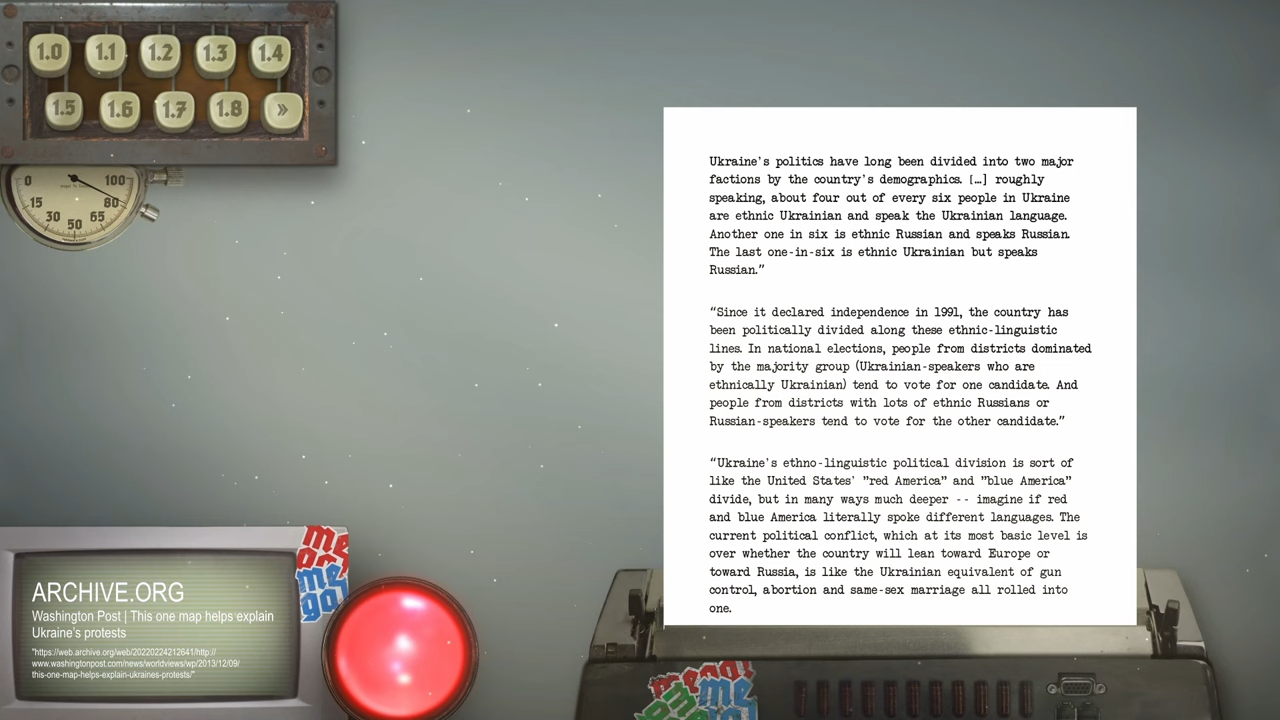 1.0 1.1 1.2 1.3 1.4
1.5 1.6 1.7 1.8 »
0 100
15 80
30 65
50
Ukraine's politics have long been divided into two major
factions by the country's demographics. […] roughly
speaking, about four out of every six people in Ukraine
are ethnic Ukrainian and speak the Ukrainian language.
Another one in six is ethnic Russian and speaks Russian.
The last one-in-six is ethnic Ukrainian but speaks
Russian."
"Since it declared independence in 1991, the country has
been politically divided along these ethnic-linguistic
lines. In national elections, people from districts dominated
by the majority group (Ukrainian-speakers who are
ethnically Ukrainian) tend to vote for one candidate. And
people from districts with lots of ethnic Russians or
Russian-speakers tend to vote for the other candidate."
"Ukraine's ethno-linguistic political division is sort of
like the United States' "red America" and "blue America"
divide, but in many ways much deeper -- imagine if red
and blue America literally spoke different languages. The
current political conflict, which at its most basic level is
over whether the country will lean toward Europe or
toward Russia, is like the Ukrainian equivalent of gun
control, abortion and same-sex marriage all rolled into
one.
ARCHIVE.ORG
Washington Post | This one map helps explain
Ukraine's protests
"https://web.archive.org/web/20220224212641/http://
www.washingtonpost.com/news/worldviews/wp/2013/12/09/
this-one-map-helps-explain-ukraines-protests/"